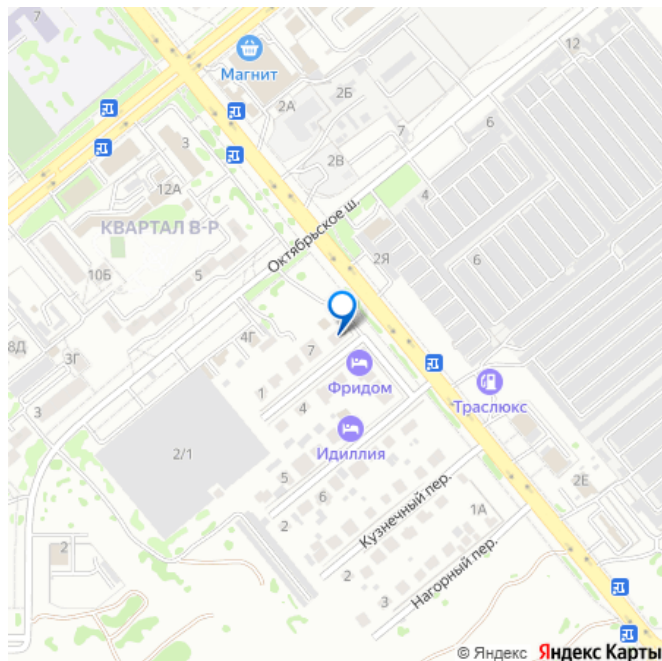 7
12
Магнит
2А
2Б
6
7
3
2В
12А
4
КВАРТАЛ В-Р
Октябрьское ш.
2Я
6
10Б
5
4Г
8Д
3Г
7
Фридом
1
4
Траслюкс
3
Идиллия
2/1
5
6
2Е
Кузнечный пер.
1А
2
2
2
Нагорный пер.
3
© Яндекс Яндекс Карты